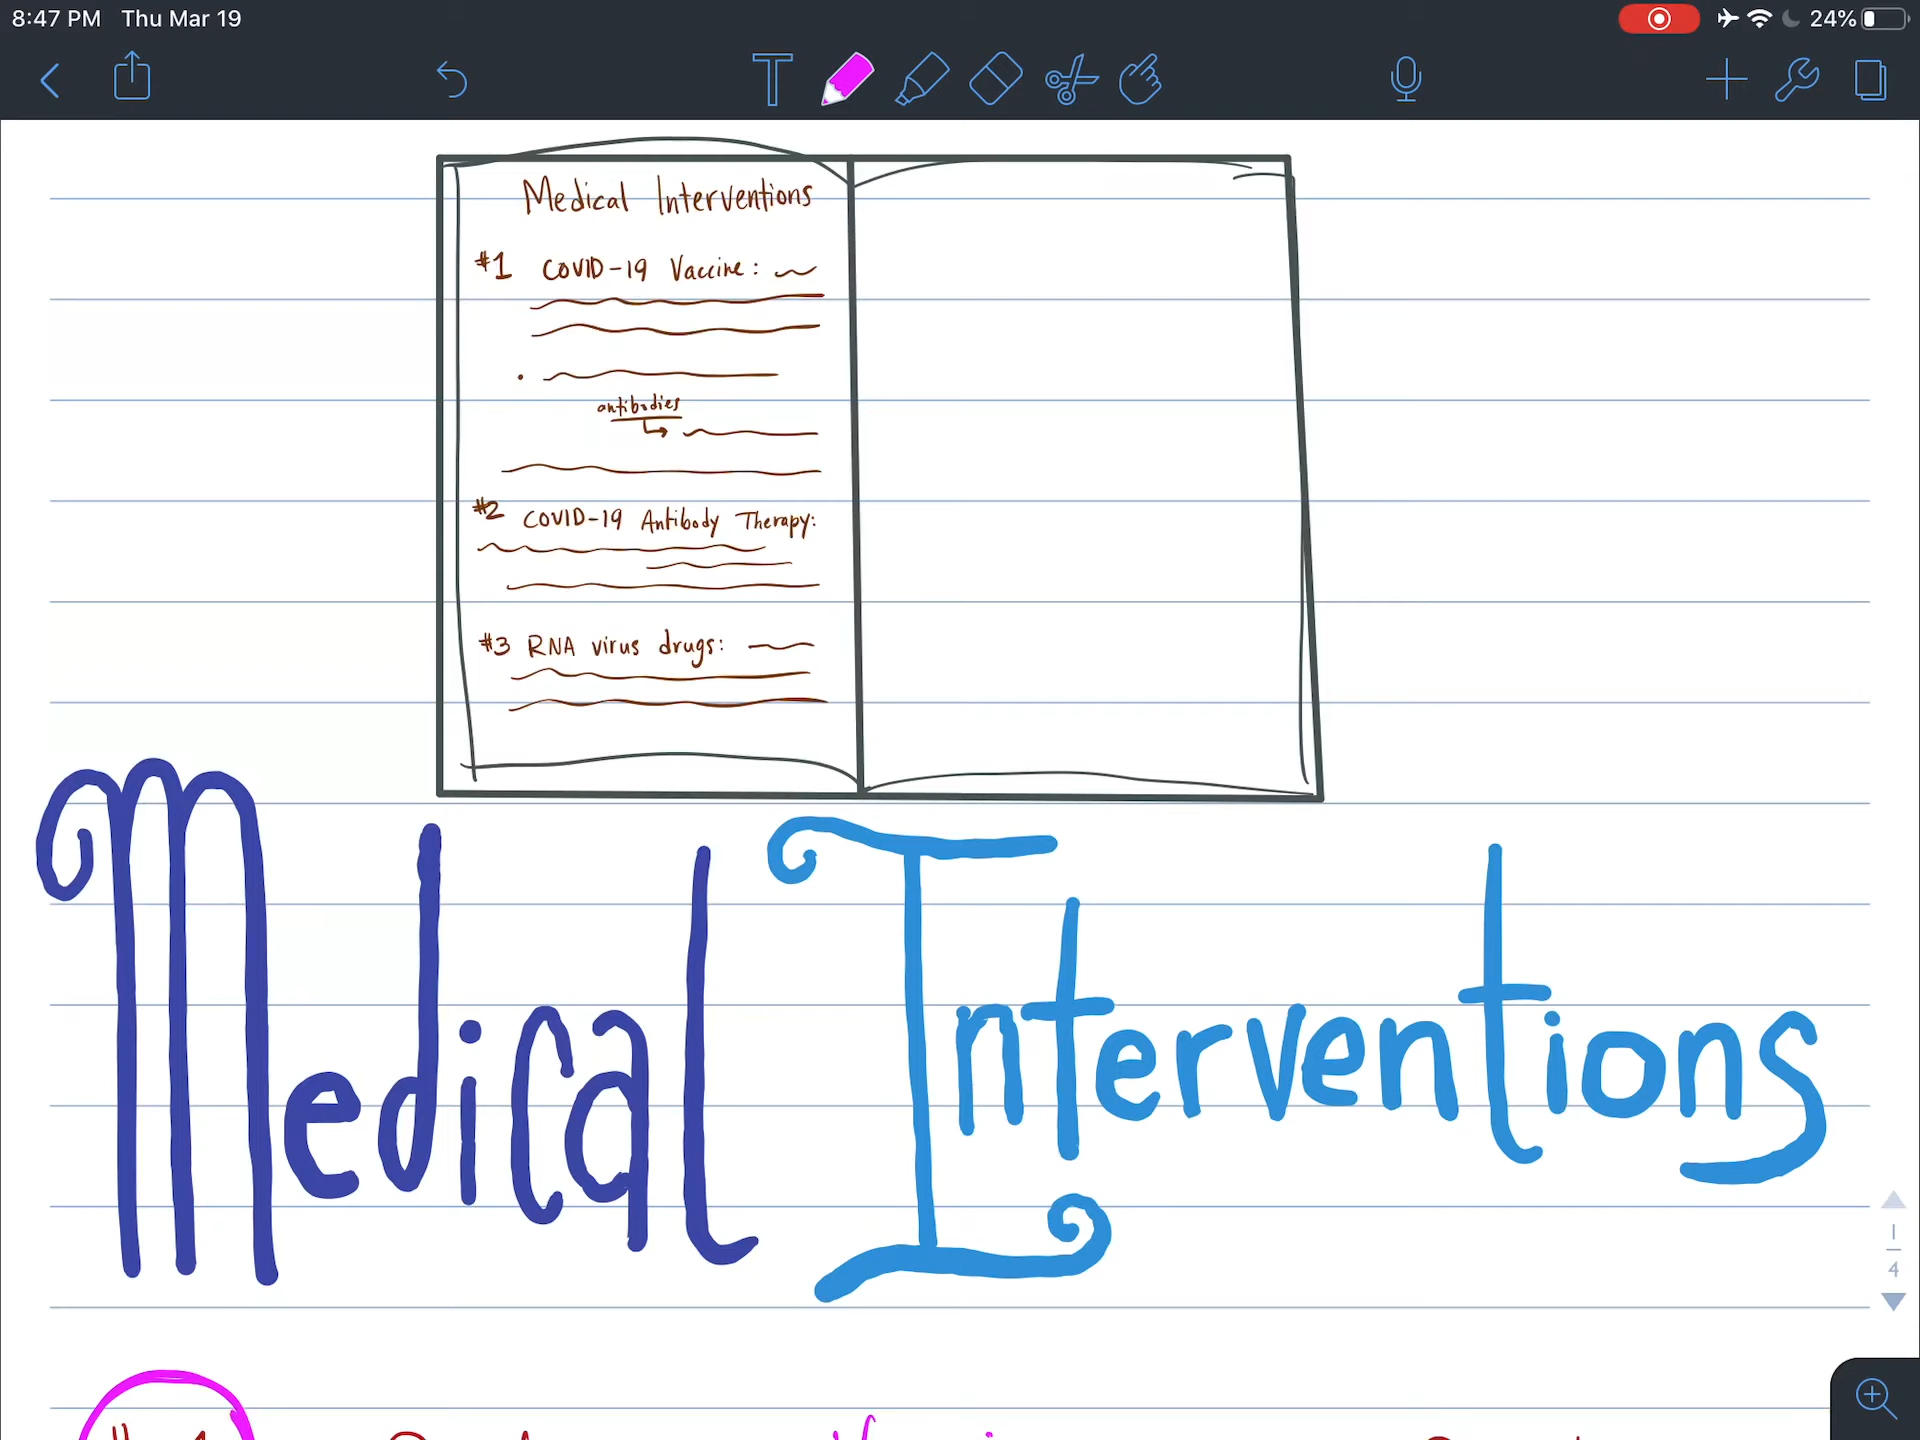 8:47 PM Thu Mar 19 24%
Medical Interventions
#1 COVID-19 Vaccine:
antibodies
#2 COVID-19 Antibody Therapy:
#3 RNA virus drugs:
Medical Interventions
1
4